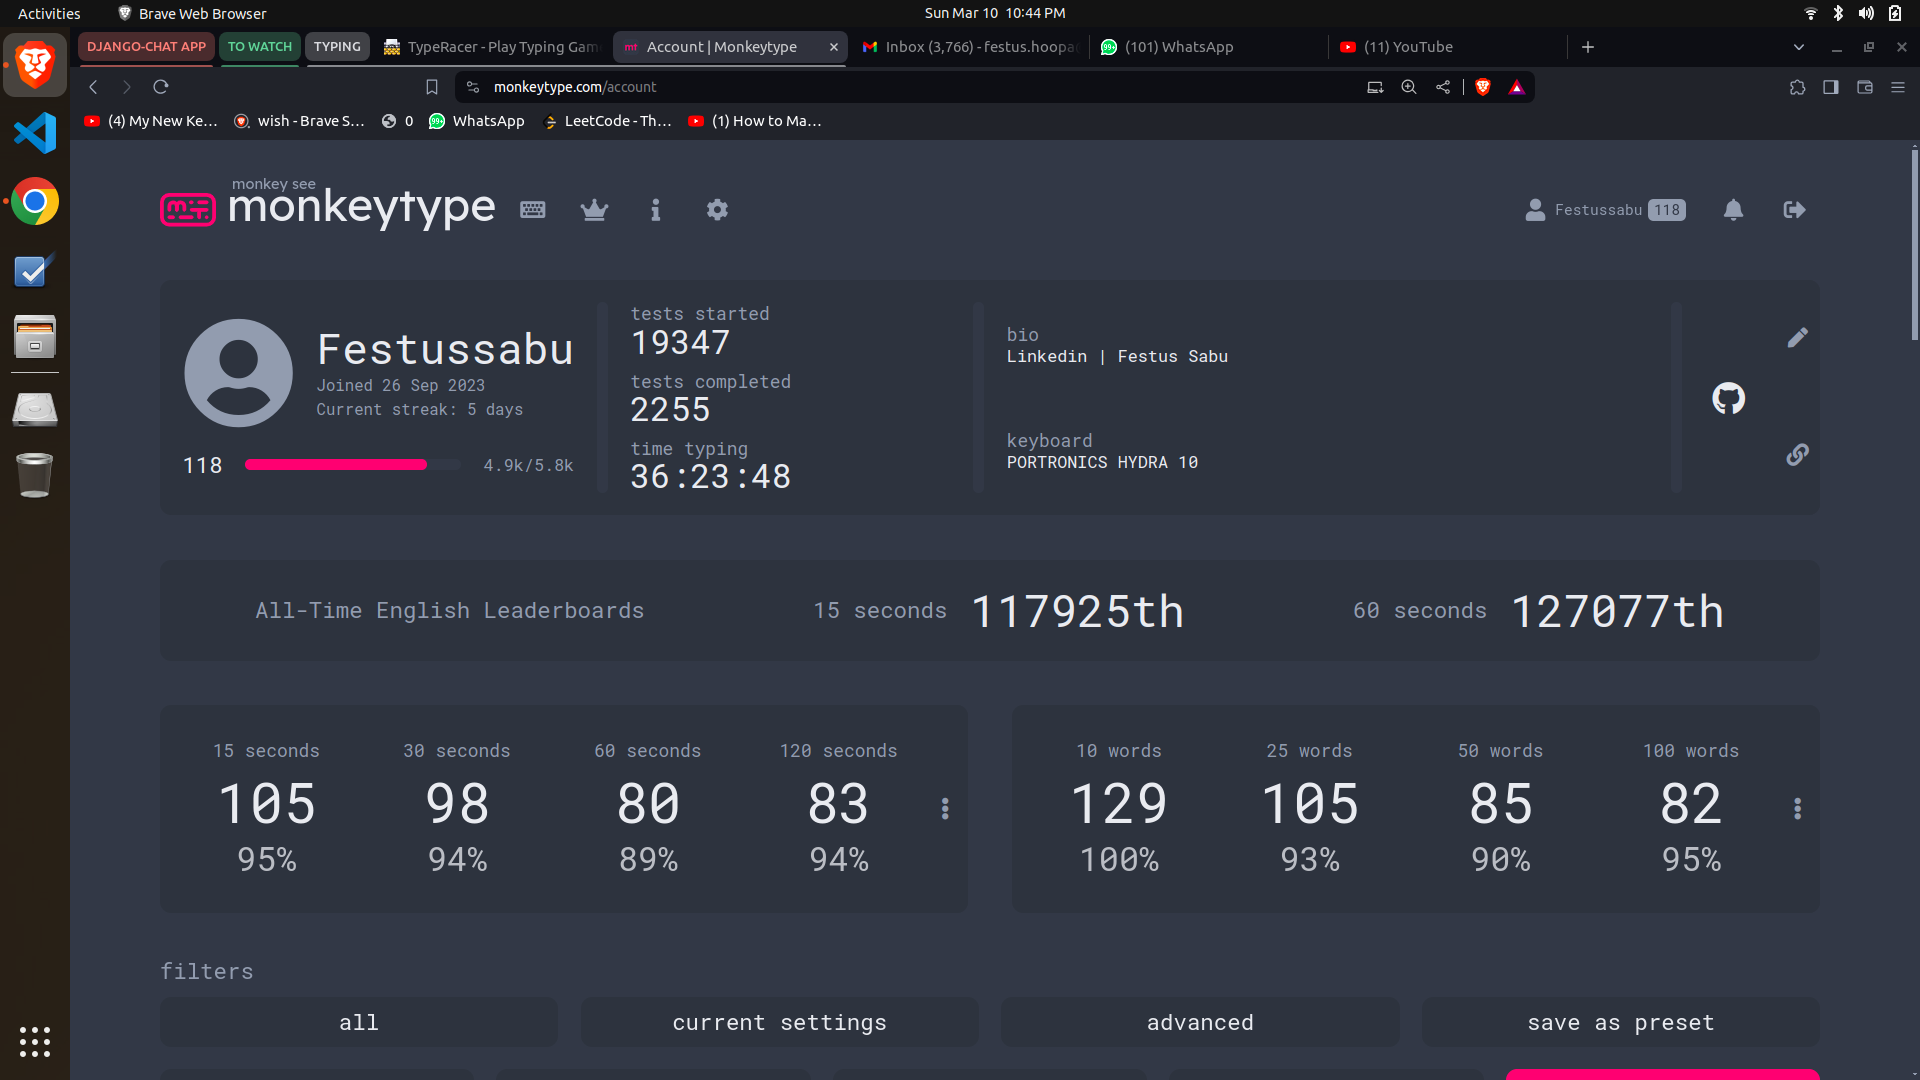 Activities Brave Web Browser Sun Mar 10 10:44 PM
DJANGO-CHAT APP TO WATCH TYPING TypeRacer - Play Typing Gam Account | Monkeytype Inbox (3,766) - festus.hoopa (101) WhatsApp (11) YouTube
monkeytype.com/account
(4) My New Ke... wish - Brave S... 0 WhatsApp LeetCode - Th... (1) How to Ma...
monkey see
monkeytype
Festussabu 118
Festussabu
Joined 26 Sep 2023
Current streak: 5 days
118 4.9k/5.8k
tests started
19347
tests completed
2255
time typing
36:23:48
bio
Linkedin | Festus Sabu
keyboard
PORTRONICS HYDRA 10
All-Time English Leaderboards 15 seconds 117925th 60 seconds 127077th
15 seconds 30 seconds 60 seconds 120 seconds
105 98 80 83
95% 94% 89% 94%
10 words 25 words 50 words 100 words
129 105 85 82
100% 93% 90% 95%
filters
all current settings advanced save as preset